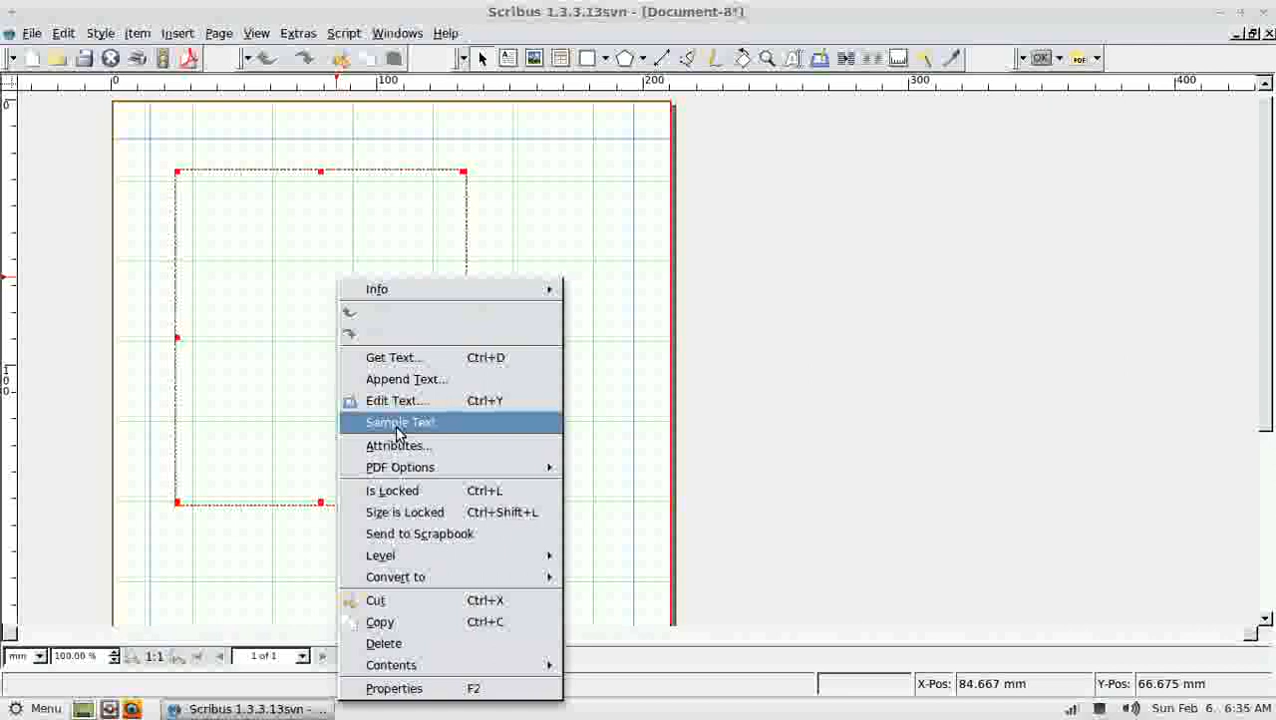 Scribus 1.3.3.13svn - [Document-8*]
File Edit Style Item Insert Page View Extras Script Windows Help
OK PDF
0 100 200 300 400
0
100
Info
Get Text... Ctrl+D
Append Text...
Edit Text.... Ctrl+Y
Sample Text
Attributes...
PDF Options
Is Locked Ctrl+L
Size is Locked Ctrl+Shift+L
Send to Scrapbook
Level
Convert to
Cut Ctrl+X
Copy Ctrl+C
Delete
Contents
Properties F2
mm 100.00 % 1:1 1 of 1
X-Pos: 84.667 mm Y-Pos: 66.675 mm
Menu Scribus 1.3.3.13svn - ... Sun Feb 6, 6:35 AM